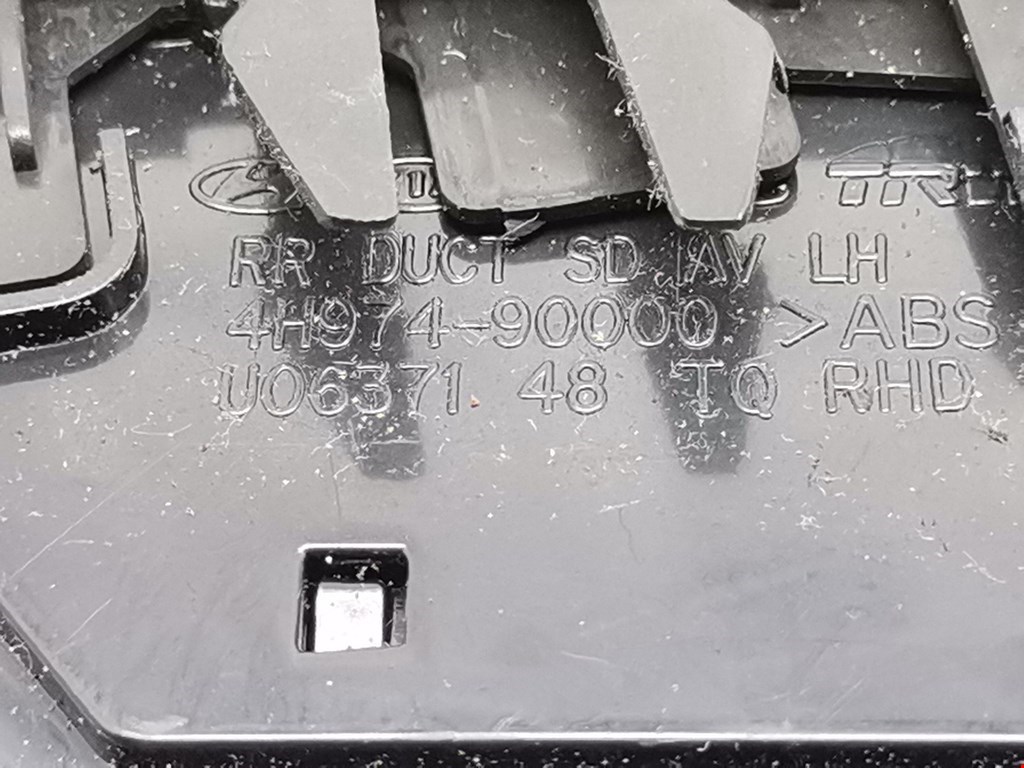 RR DUCT SD AV LH
4H974-90000 >ABS
U06371 48 TQ RHD